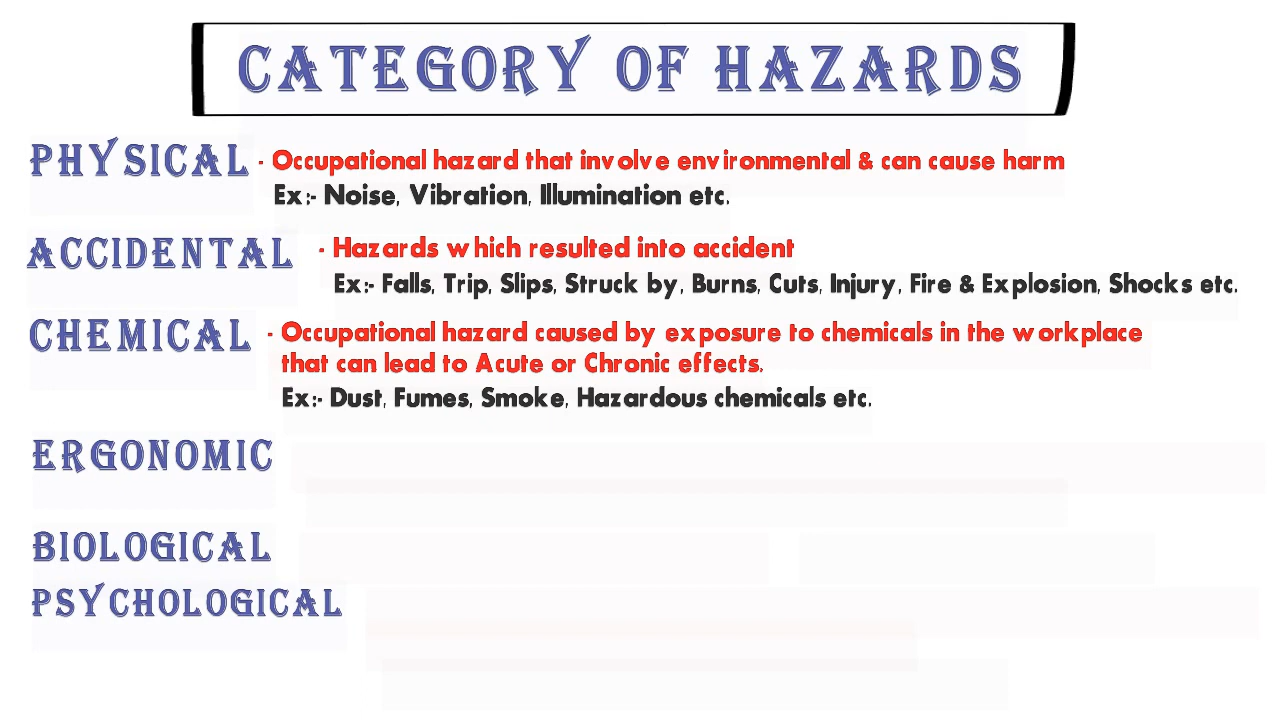 CATEGORY OF HAZARDS
PHYSICAL - Occupational hazard that involve environmental & can cause harm
Ex:- Noise, Vibration, Illumination etc.
ACCIDENTAL - Hazards which resulted into accident
Ex:- Falls, Trip, Slips, Struck by, Burns, Cuts, Injury, Fire & Explosion, Shocks etc.
CHEMICAL - Occupational hazard caused by exposure to chemicals in the workplace
that can lead to Acute or Chronic effects.
Ex:- Dust, Fumes, Smoke, Hazardous chemicals etc.
ERGONOMIC
BIOLOGICAL
PSYCHOLOGICAL